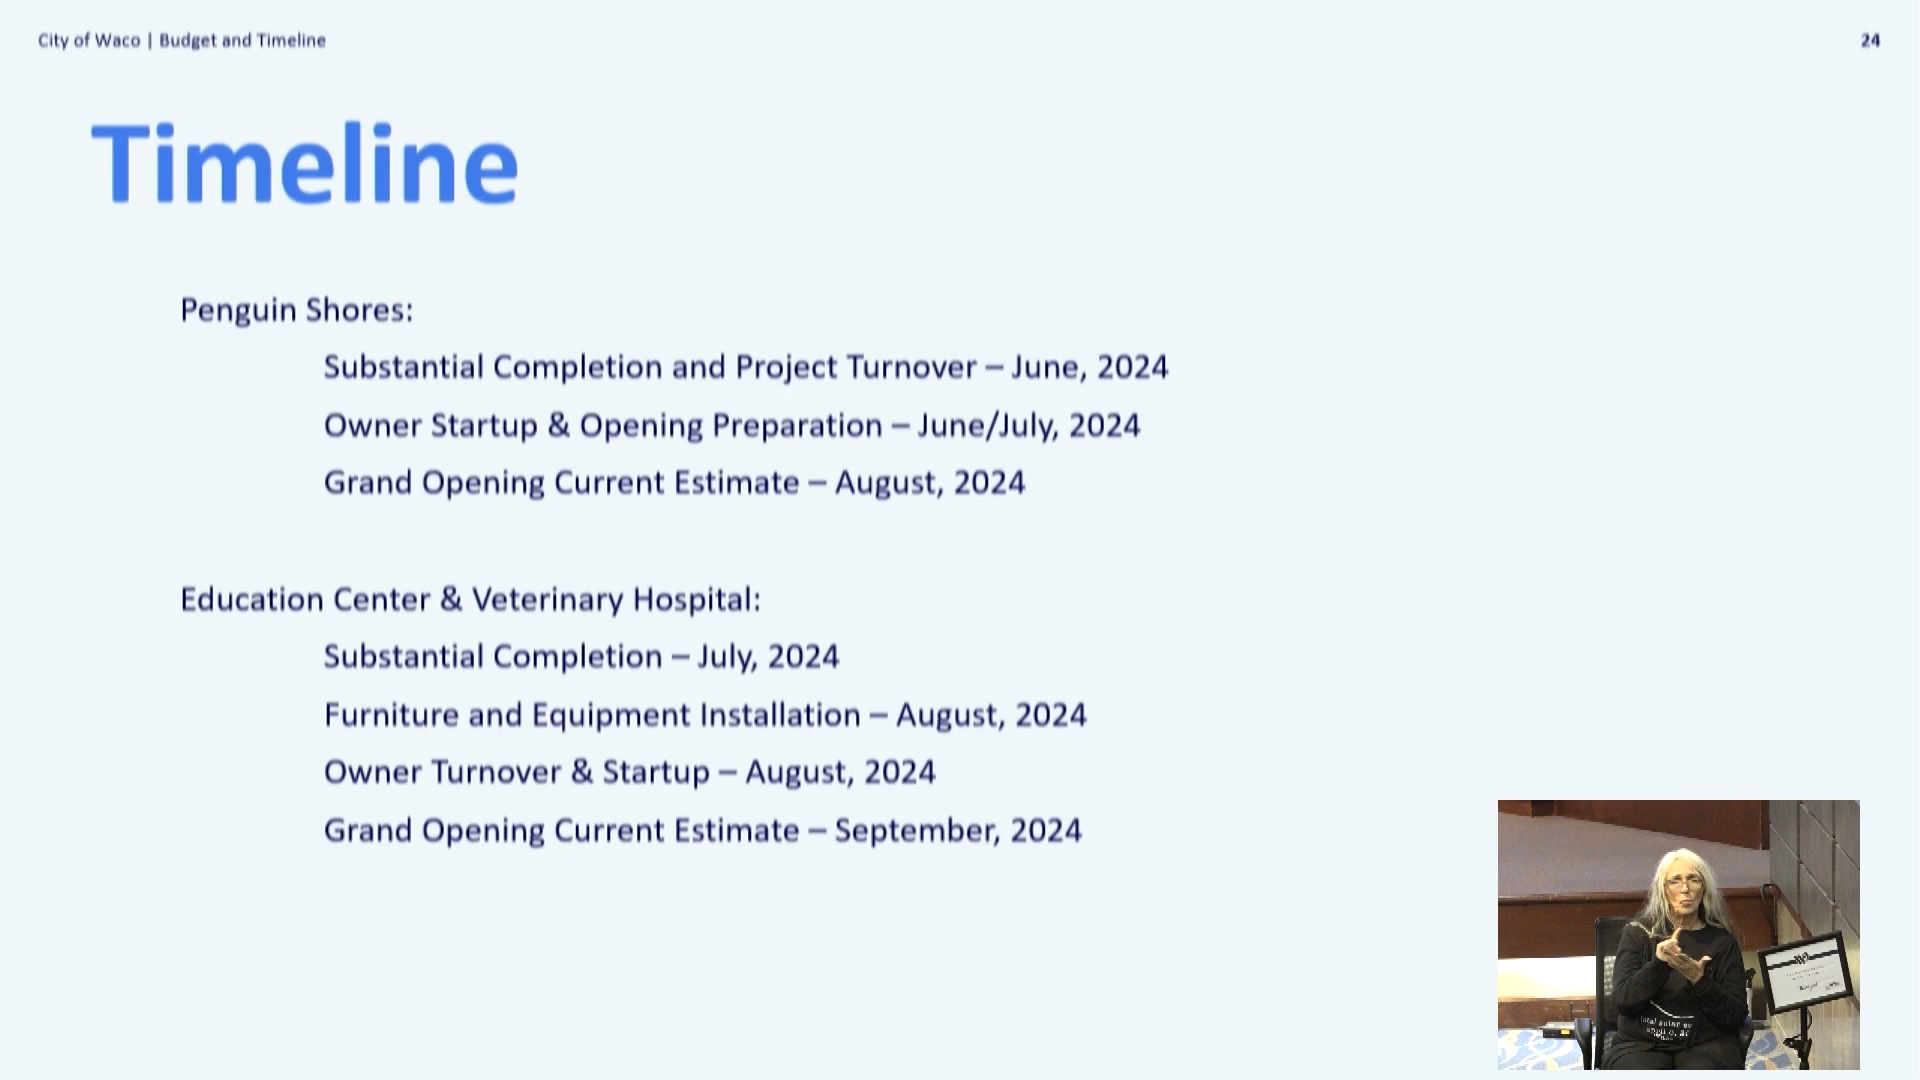 City of Waco | Budget and Timeline
24
Timeline
Penguin Shores:
Substantial Completion and Project Turnover – June, 2024
Owner Startup & Opening Preparation – June/July, 2024
Grand Opening Current Estimate – August, 2024
Education Center & Veterinary Hospital:
Substantial Completion – July, 2024
Furniture and Equipment Installation – August, 2024
Owner Turnover & Startup – August, 2024
Grand Opening Current Estimate – September, 2024